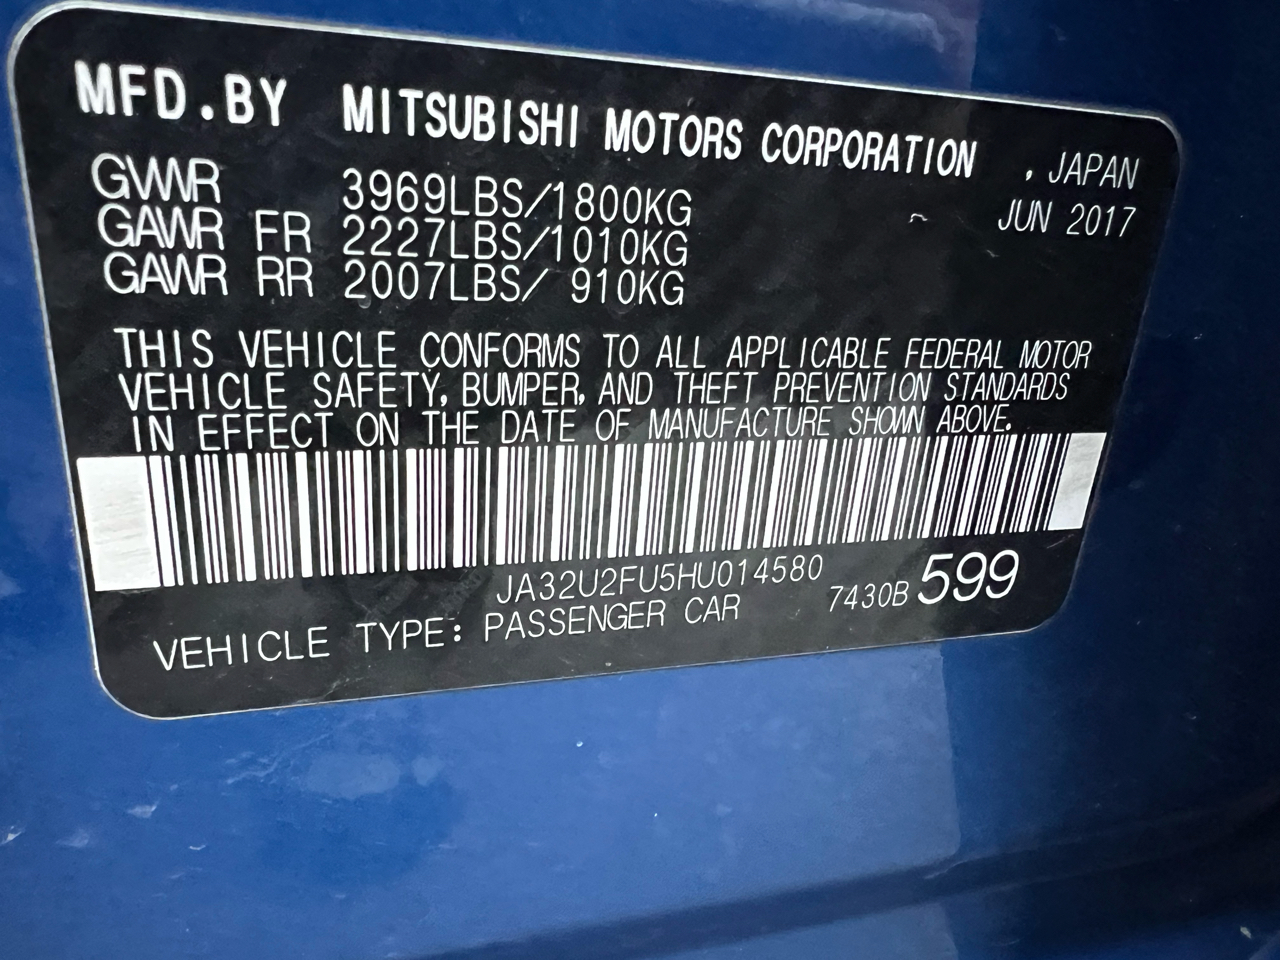 MFD.BY MITSUBISHI MOTORS CORPORATION , JAPAN
GVWR 3969LBS/1800KG JUN 2017
GAWR FR 2227LBS/1010KG
GAWR RR 2007LBS/ 910KG
THIS VEHICLE CONFORMS TO ALL APPLICABLE FEDERAL MOTOR
VEHICLE SAFETY, BUMPER, AND THEFT PREVENTION STANDARDS
IN EFFECT ON THE DATE OF MANUFACTURE SHOWN ABOVE.
JA32U2FU5HU014580
VEHICLE TYPE: PASSENGER CAR 7430B 599